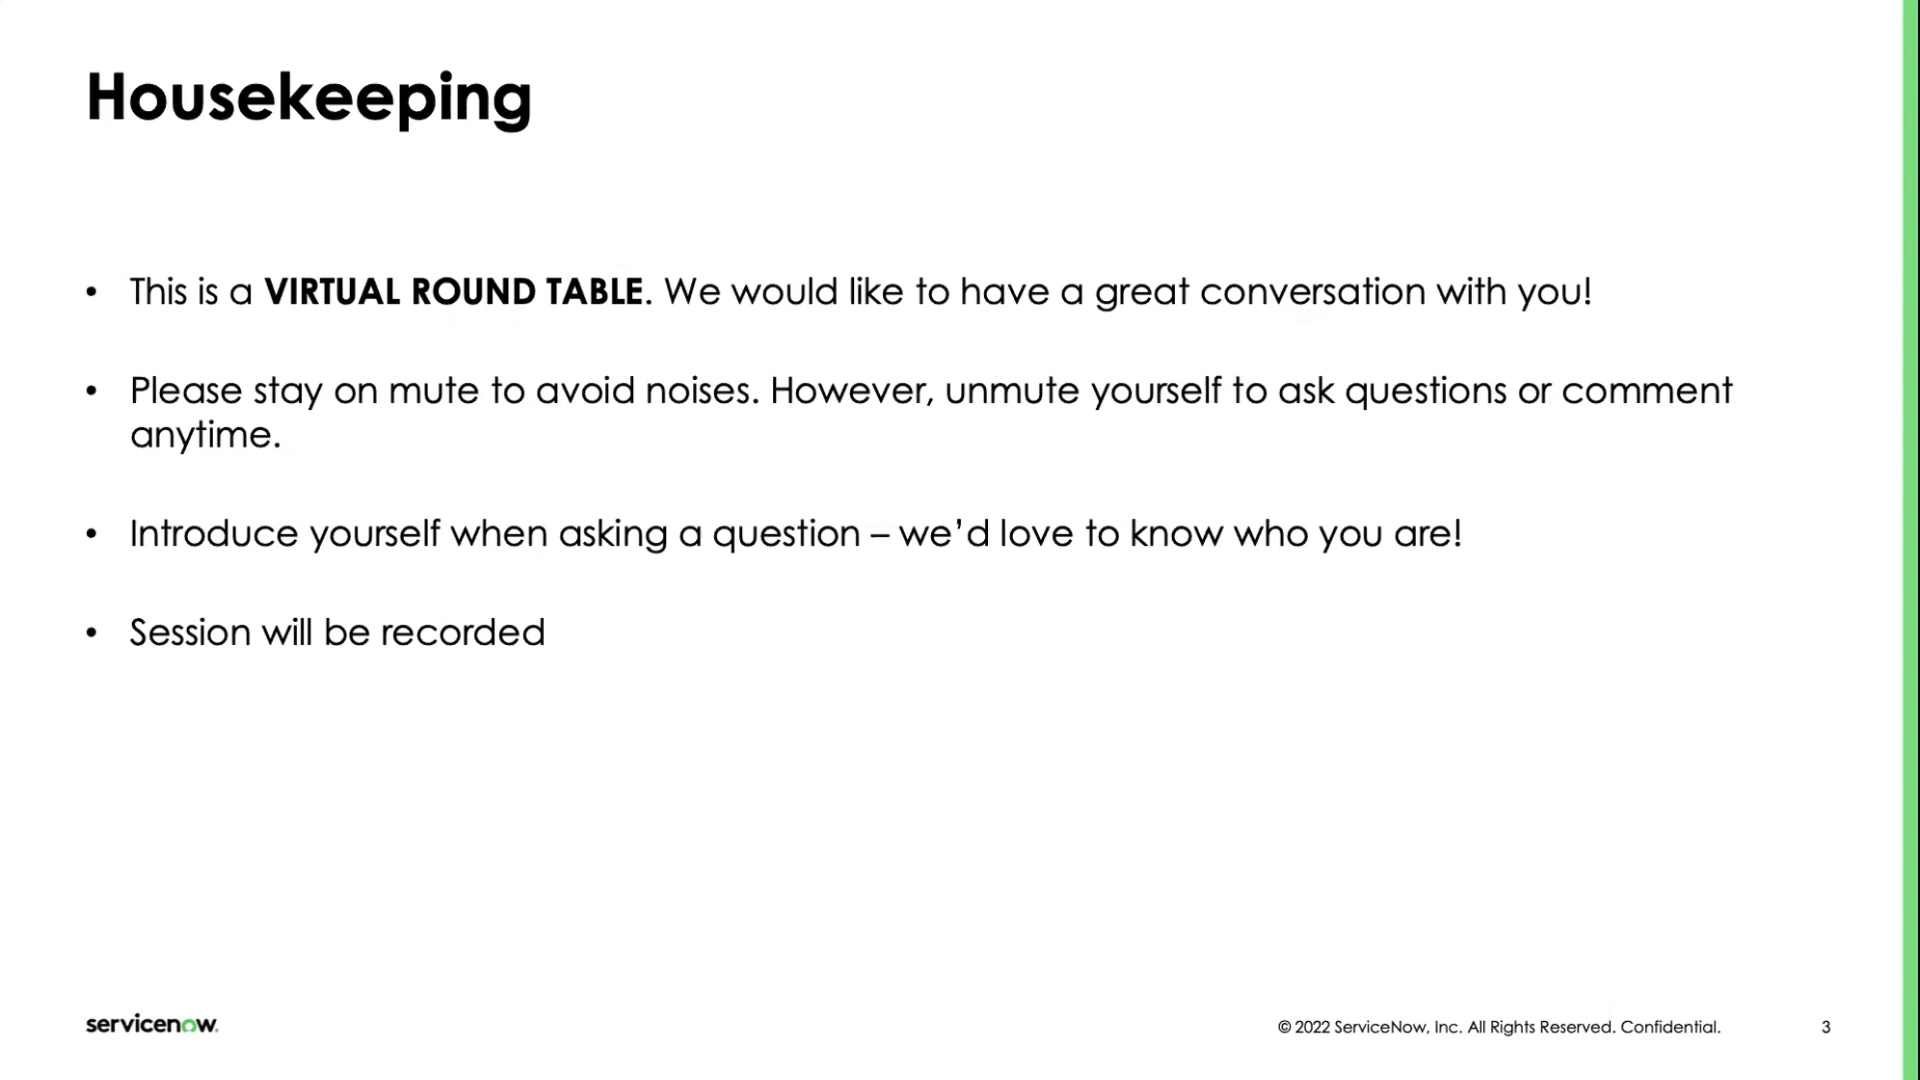 Housekeeping
• This is a VIRTUAL ROUND TABLE. We would like to have a great conversation with you!
• Please stay on mute to avoid noises. However, unmute yourself to ask questions or comment
anytime.
• Introduce yourself when asking a question – we’d love to know who you are!
• Session will be recorded
servicenow.
© 2022 ServiceNow, Inc. All Rights Reserved. Confidential.
3